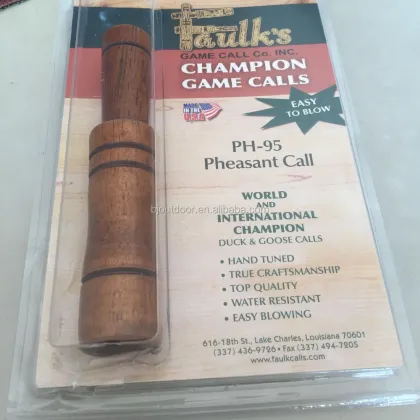 Faulk's
GAME CALL Co. INC.
CHAMPION
GAME CALLS
EASY
TO BLOW
MADE
IN THE
USA
PH-95
Pheasant Call
WORLD
AND
INTERNATIONAL
CHAMPION
DUCK & GOOSE CALLS
• HAND TUNED
• TRUE CRAFTSMANSHIP
• TOP QUALITY
• WATER RESISTANT
• EASY BLOWING
616-18th St., Lake Charles, Louisiana 70601
(337) 436-9726 • Fax (337) 494-7205
www.faulkcalls.com